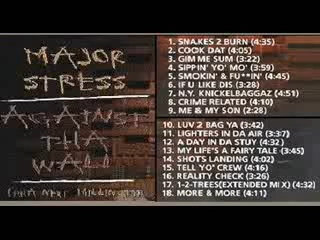 MAJOR
STRESS
AGAINST
THA
WALL
1. SNAKES 2 BURN (4:35)
2. COOK DAT (4:05)
3. GIM ME SUM (3:22)
4. SIPPIN' YO' MO' (3:59)
5. SMOKIN' & FU**IN' (4:45)
6. IF U LIKE DIS (3:28)
7. N.Y. KNICKELBAGGAZ (4:51)
8. CRIME RELATED (4:10)
9. ME & MY SON (2:38)
10. LUV 2 BAG YA (3:42)
11. LIGHTERS IN DA AIR (3:37)
12. A DAY IN DA STUY (4:32)
13. MY LIFE'S A FAIRY TALE (3:45)
14. SHOTS LANDING (4:02)
15. TELL YO' CREW (4:16)
16. REALITY CHECK (3:26)
17. 1-2-TREES(EXTENDED MIX) (4:32)
18. MORE & MORE (4:11)